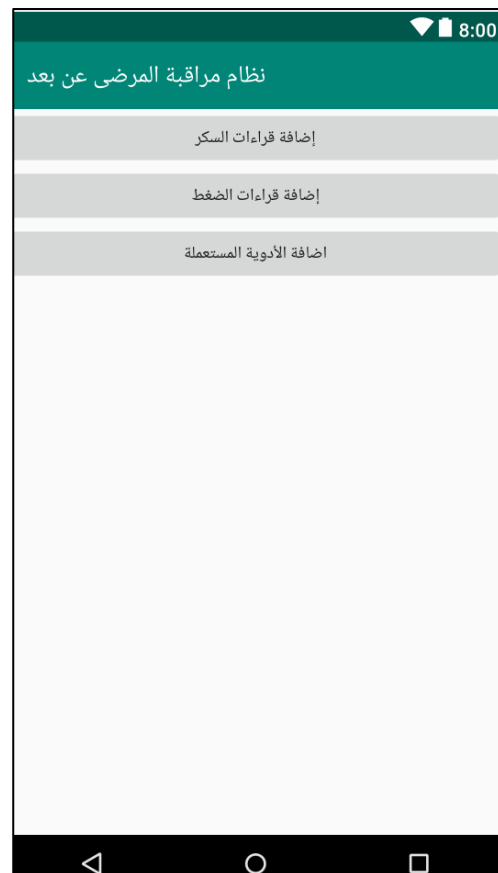 8:00
نظام مراقبة المرضى عن بعد
إضافة قراءات السكر
إضافة قراءات الضغط
اضافة الأدوية المستعملة